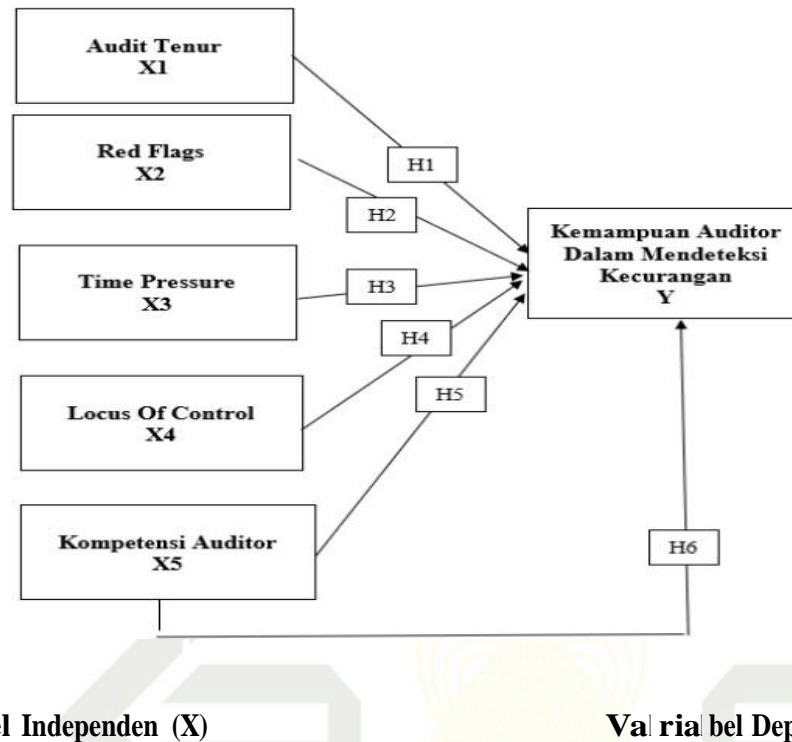 Audit Tenur
X1
Red Flags
X2
Time Pressure
X3
Locus Of Control
X4
Kompetensi Auditor
X5
H1
H2
H3
H4
H5
H6
Kemampuan Auditor
Dalam Mendeteksi
Kecurangan
Y
Independen (X)
Variabel